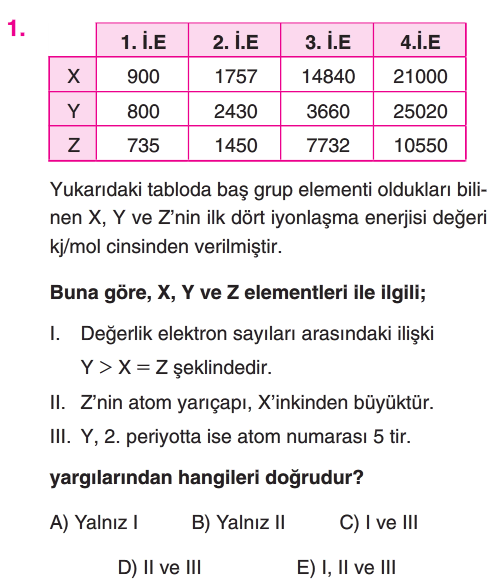 1.
1. İ.E 2. İ.E 3. İ.E 4.İ.E
X 900 1757 14840 21000
Y 800 2430 3660 25020
Z 735 1450 7732 10550
Yukarıdaki tabloda baş grup elementi oldukları bili-
nen X, Y ve Z’nin ilk dört iyonlaşma enerjisi değeri
kj/mol cinsinden verilmiştir.
Buna göre, X, Y ve Z elementleri ile ilgili;
I. Değerlik elektron sayıları arasındaki ilişki
Y > X = Z şeklindedir.
II. Z’nin atom yarıçapı, X’inkinden büyüktür.
III. Y, 2. periyotta ise atom numarası 5 tir.
yargılarından hangileri doğrudur?
A) Yalnız I B) Yalnız II C) I ve III
D) II ve III E) I, II ve III